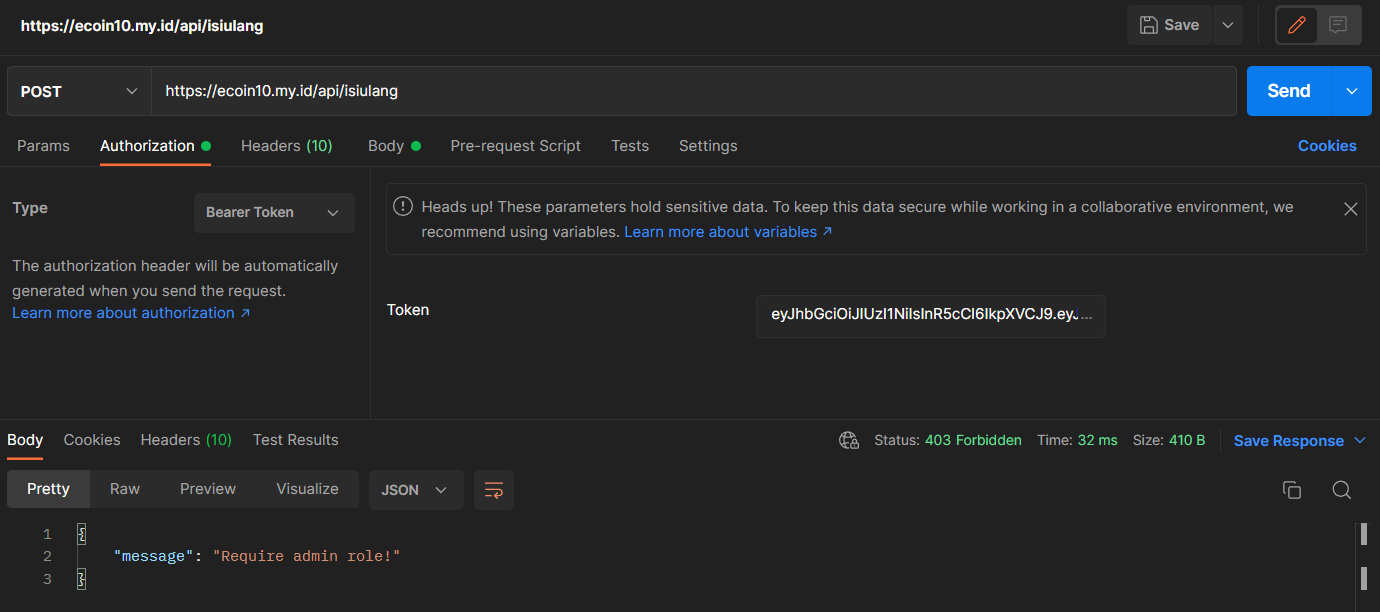 https://ecoin10.my.id/api/isiulang
Save
POST
https://ecoin10.my.id/api/isiulang
Send
Params Authorization Headers (10) Body Pre-request Script Tests Settings Cookies
Type Bearer Token
The authorization header will be automatically
generated when you send the request.
Learn more about authorization ↗
Heads up! These parameters hold sensitive data. To keep this data secure while working in a collaborative environment, we
recommend using variables. Learn more about variables ↗
Token eyJhbGciOiJIUzI1NiIsInR5cCI6IkpXVCJ9.eyJ...
Body Cookies Headers (10) Test Results Status: 403 Forbidden Time: 32 ms Size: 410 B Save Response
Pretty Raw Preview Visualize JSON
1 {
2 "message": "Require admin role!"
3 }